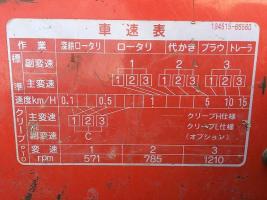 車速表
194515-65560
作業 深耕ロータリ ロータリ 代かき プラウ トレーラ
標準
副変速 1 2 3
主変速 1 2 3 1 2 3 1 2 3
速度km/H 0.1 0.5 1 5 10 15
クリープ
主変速 1 2 3 クリープH仕様
副変速 C クリープL仕様
(オプション)
PTO
変速 1 2 3
rpm 571 785 1210